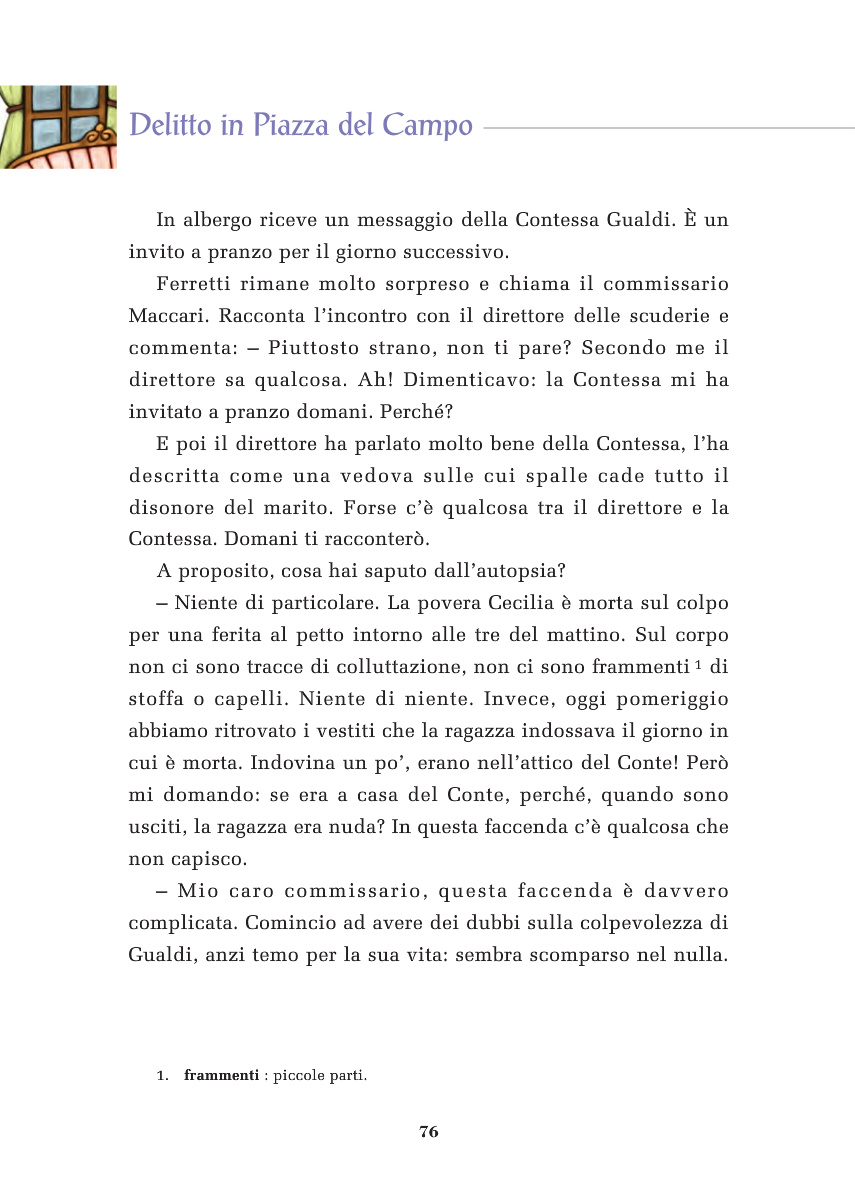 Delitto in Piazza del Campo
In albergo riceve un messaggio della Contessa Gualdi. È un
invito a pranzo per il giorno successivo.
Ferretti rimane molto sorpreso e chiama il commissario
Maccari. Racconta l’incontro con il direttore delle scuderie e
commenta: – Piuttosto strano, non ti pare? Secondo me il
direttore sa qualcosa. Ah! Dimenticavo: la Contessa mi ha
invitato a pranzo domani. Perché?
E poi il direttore ha parlato molto bene della Contessa, l’ha
descritta come una vedova sulle cui spalle cade tutto il
disonore del marito. Forse c’è qualcosa tra il direttore e la
Contessa. Domani ti racconterò.
A proposito, cosa hai saputo dall’autopsia?
– Niente di particolare. La povera Cecilia è morta sul colpo
per una ferita al petto intorno alle tre del mattino. Sul corpo
non ci sono tracce di colluttazione, non ci sono frammenti 1 di
stoffa o capelli. Niente di niente. Invece, oggi pomeriggio
abbiamo ritrovato i vestiti che la ragazza indossava il giorno in
cui è morta. Indovina un po’, erano nell’attico del Conte! Però
mi domando: se era a casa del Conte, perché, quando sono
usciti, la ragazza era nuda? In questa faccenda c’è qualcosa che
non capisco.
– Mio caro commissario, questa faccenda è davvero
complicata. Comincio ad avere dei dubbi sulla colpevolezza di
Gualdi, anzi temo per la sua vita: sembra scomparso nel nulla.
1. frammenti : piccole parti.
76